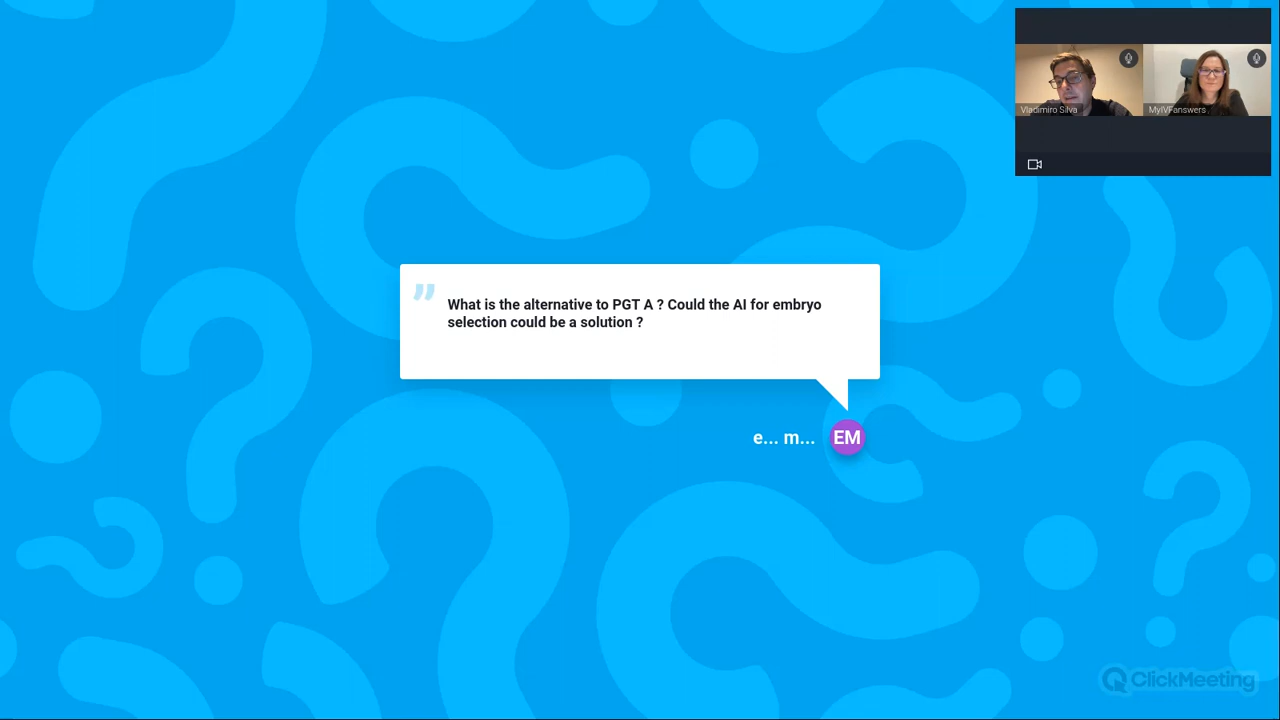 Vladimiro Silva
MyIVFanswers
What is the alternative to PGT A ? Could the AI for embryo
selection could be a solution ?
e... m...
EM
ClickMeeting